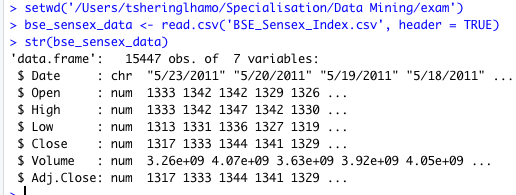 > setwd('/Users/tsheringlhamo/Specialisation/Data Mining/exam')
> bse_sensex_data <- read.csv('BSE_Sensex_Index.csv', header = TRUE)
> str(bse_sensex_data)
'data.frame':   15447 obs. of  7 variables:
 $ Date     : chr  "5/23/2011" "5/20/2011" "5/19/2011" "5/18/2011" ...
 $ Open     : num  1333 1342 1342 1329 1326 ...
 $ High     : num  1333 1342 1347 1342 1330 ...
 $ Low      : num  1313 1331 1336 1327 1319 ...
 $ Close    : num  1317 1333 1344 1341 1329 ...
 $ Volume   : num  3.26e+09 4.07e+09 3.63e+09 3.92e+09 4.05e+09 ...
 $ Adj.Close: num  1317 1333 1344 1341 1329 ...
>